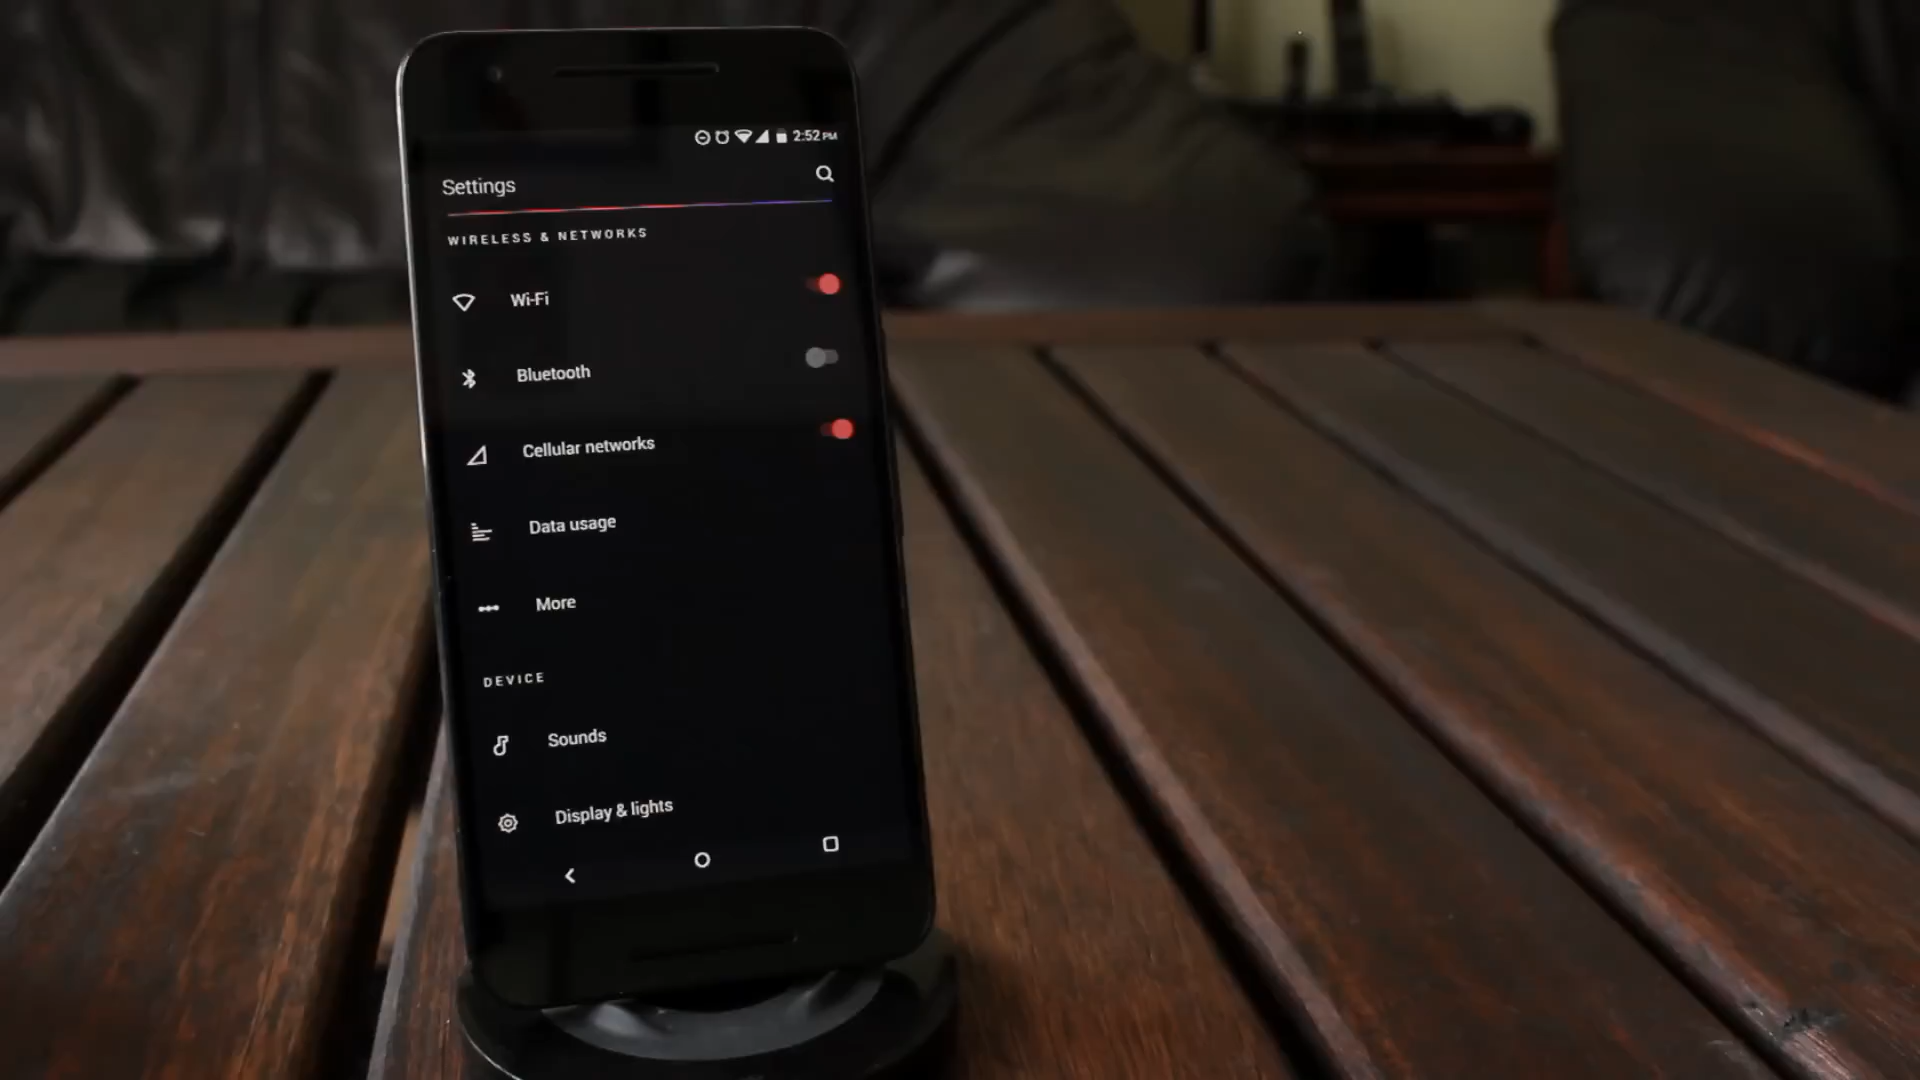 2:52 PM
Settings
WIRELESS & NETWORKS
Wi-Fi
Bluetooth
Cellular networks
Data usage
More
DEVICE
Sounds
Display & lights